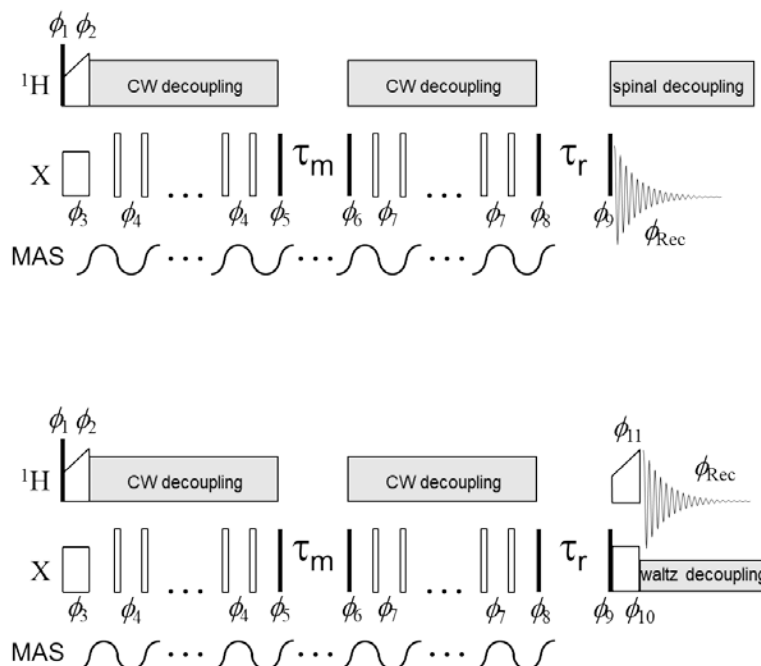 ϕ1 ϕ2
1H CW decoupling CW decoupling spinal decoupling
X ... τm ... τr
ϕ3 ϕ4 ϕ4 ϕ5 ϕ6 ϕ7 ϕ7 ϕ8 ϕ9 ϕRec
MAS ... ... ...
ϕ1 ϕ2 ϕ11 ϕRec
1H CW decoupling CW decoupling
X ... τm ... τr waltz decoupling
ϕ3 ϕ4 ϕ4 ϕ5 ϕ6 ϕ7 ϕ7 ϕ8 ϕ9 ϕ10
MAS ... ... ...